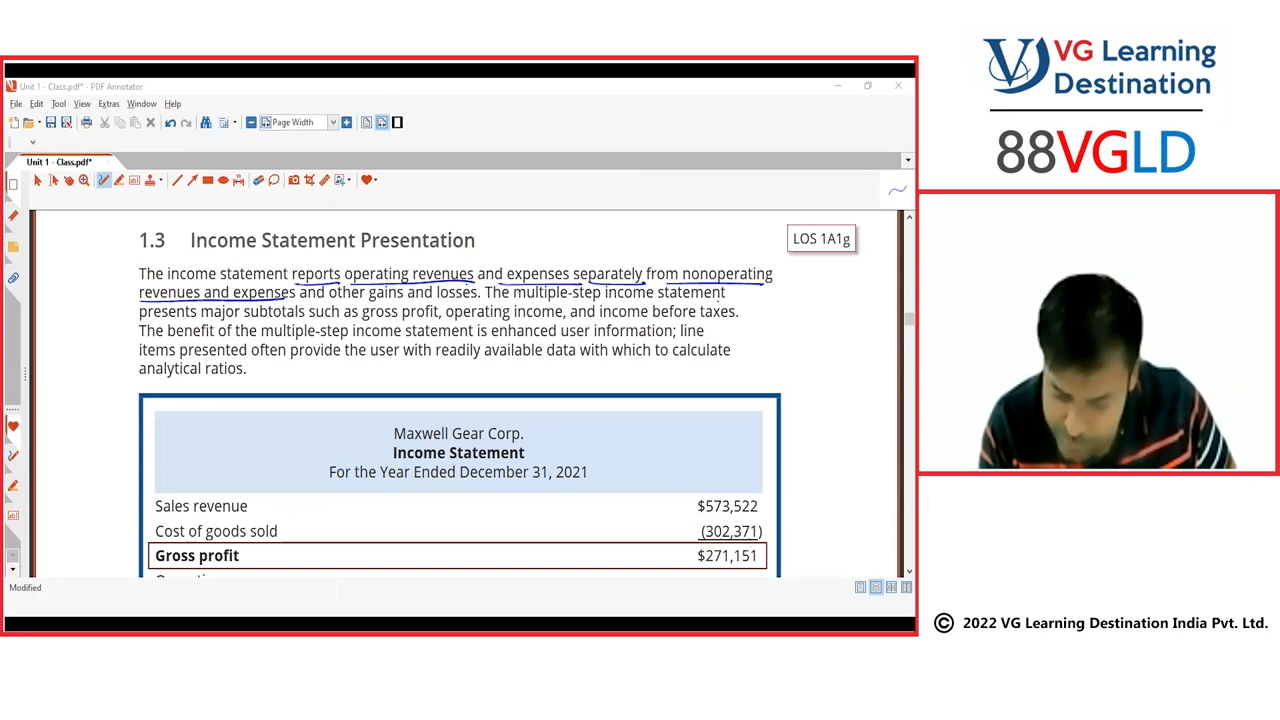 Unit 1 - Class.pdf* - PDF Annotator
File Edit Tool View Extras Window Help
Page Width
Unit 1 - Class.pdf*
1.3 Income Statement Presentation
LOS 1A1g
The income statement reports operating revenues and expenses separately from nonoperating
revenues and expenses and other gains and losses. The multiple-step income statement
presents major subtotals such as gross profit, operating income, and income before taxes.
The benefit of the multiple-step income statement is enhanced user information; line
items presented often provide the user with readily available data with which to calculate
analytical ratios.
Maxwell Gear Corp.
Income Statement
For the Year Ended December 31, 2021
Sales revenue $573,522
Cost of goods sold (302,371)
Gross profit $271,151
Modified
VG Learning
Destination
88VGLD
© 2022 VG Learning Destination India Pvt. Ltd.